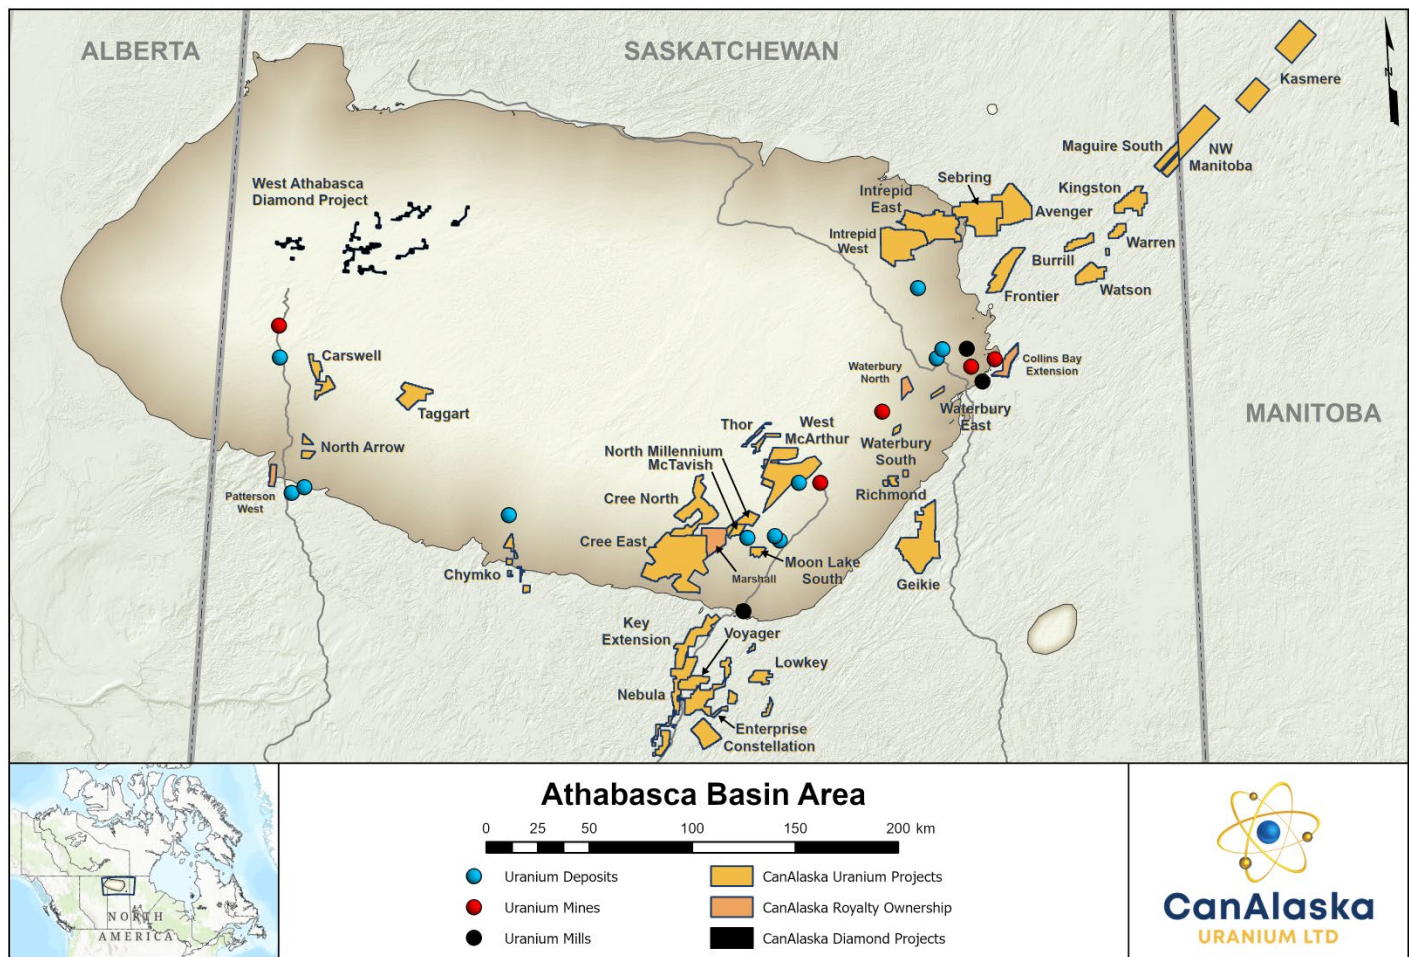 ALBERTA
SASKATCHEWAN
Kasmere
N
Maguire South
NW
Manitoba
West Athabasca
Diamond Project
Sebring
Kingston
Intrepid
East
Avenger
Intrepid
West
Warren
Burrill
Watson
Frontier
Carswell
Collins Bay
Extension
Waterbury
North
Taggart
Waterbury
East
MANITOBA
Thor
West
McArthur
North Arrow
North Millennium
McTavish
Waterbury
South
Patterson
West
Cree North
Richmond
Cree East
Moon Lake
South
Chymko
Marshall
Geikie
Key
Extension
Voyager
Lowkey
Nebula
Enterprise
Constellation
NORTH
AMERICA
Athabasca Basin Area
0 25 50 100 150 200 km
Uranium Deposits
Uranium Mines
Uranium Mills
CanAlaska Uranium Projects
CanAlaska Royalty Ownership
CanAlaska Diamond Projects
CanAlaska
URANIUM LTD